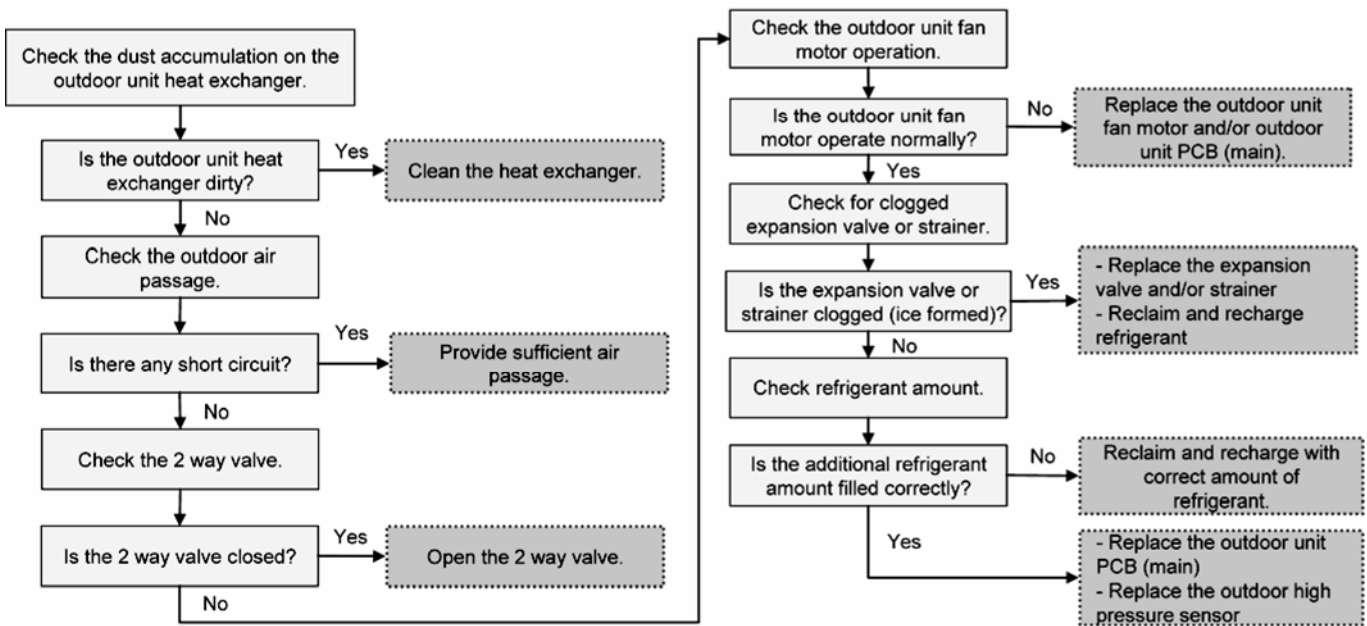 Check the dust accumulation on the
outdoor unit heat exchanger.
Is the outdoor unit heat
exchanger dirty?
Yes
Clean the heat exchanger.
No
Check the outdoor air
passage.
Is there any short circuit?
Yes
Provide sufficient air
passage.
No
Check the 2 way valve.
Is the 2 way valve closed?
Yes
Open the 2 way valve.
No
Check the outdoor unit fan
motor operation.
Is the outdoor unit fan
motor operate normally?
No
Replace the outdoor unit
fan motor and/or outdoor
unit PCB (main).
Yes
Check for clogged
expansion valve or strainer.
Is the expansion valve or
strainer clogged (ice formed)?
Yes
- Replace the expansion
valve and/or strainer
- Reclaim and recharge
refrigerant
No
Check refrigerant amount.
Is the additional refrigerant
amount filled correctly?
No
Reclaim and recharge with
correct amount of
refrigerant.
Yes
- Replace the outdoor unit
PCB (main)
- Replace the outdoor high
pressure sensor